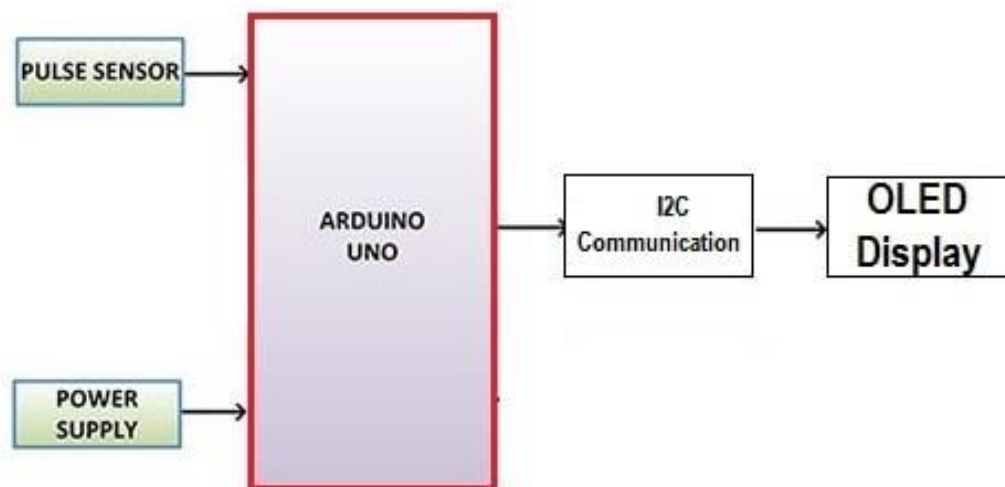 PULSE SENSOR
ARDUINO
UNO
I2C
Communication
OLED
Display
POWER
SUPPLY